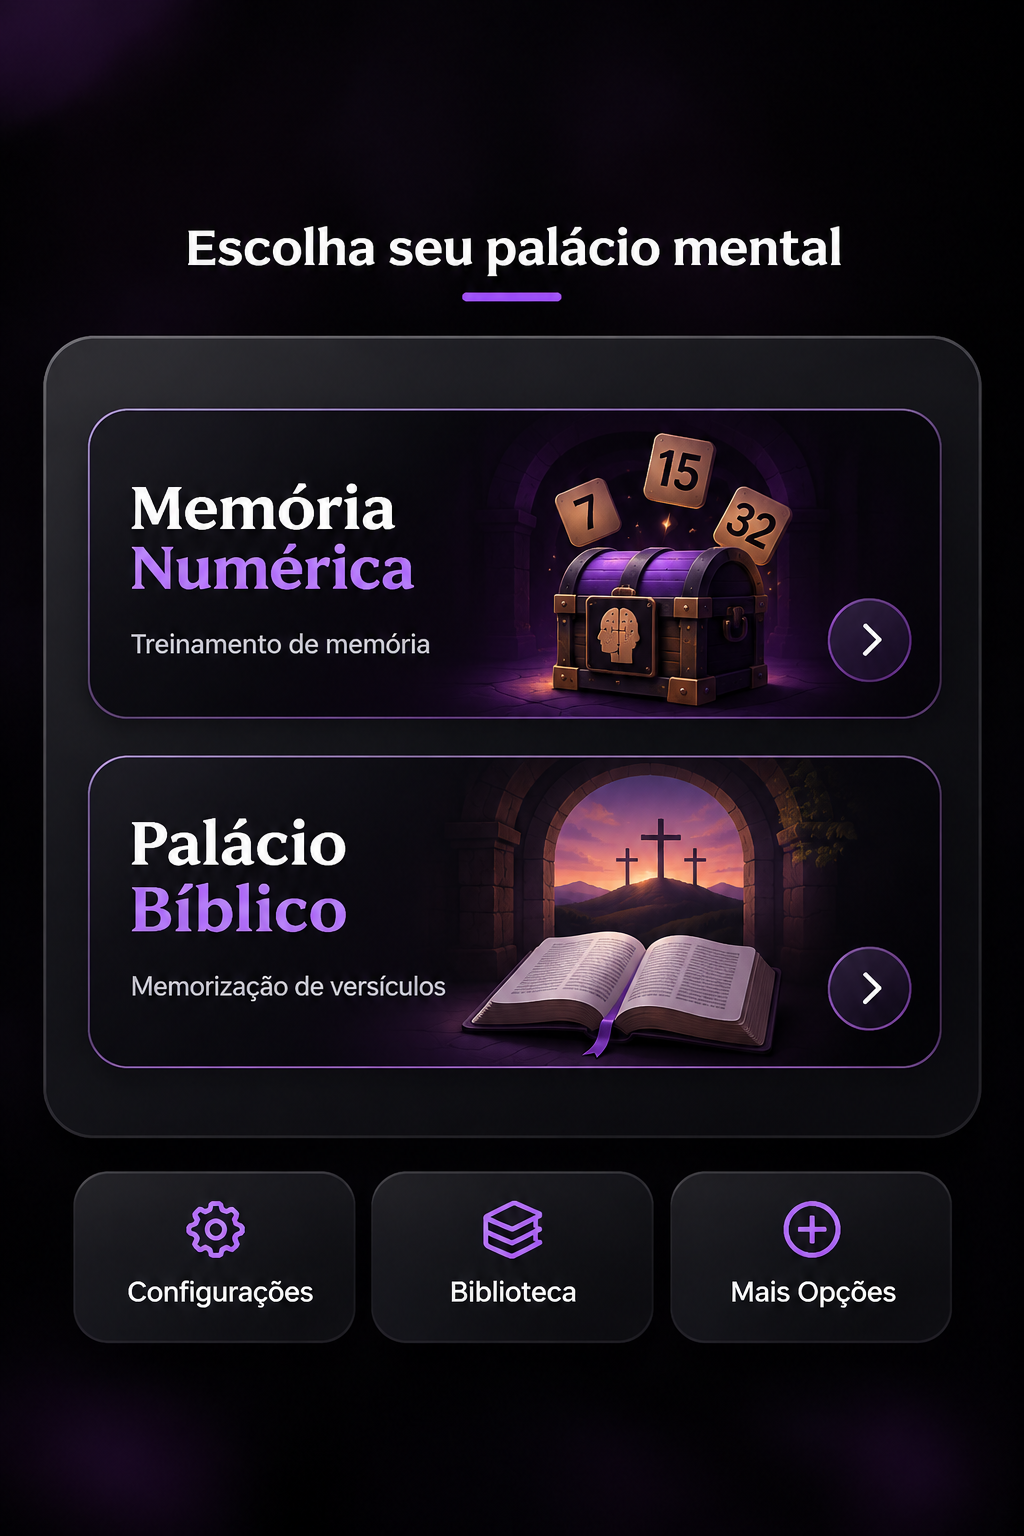 Escolha seu palácio mental
7
15
32
Memória
Numérica
Treinamento de memória
Palácio
Bíblico
Memorização de versículos
Configurações
Biblioteca
Mais Opções